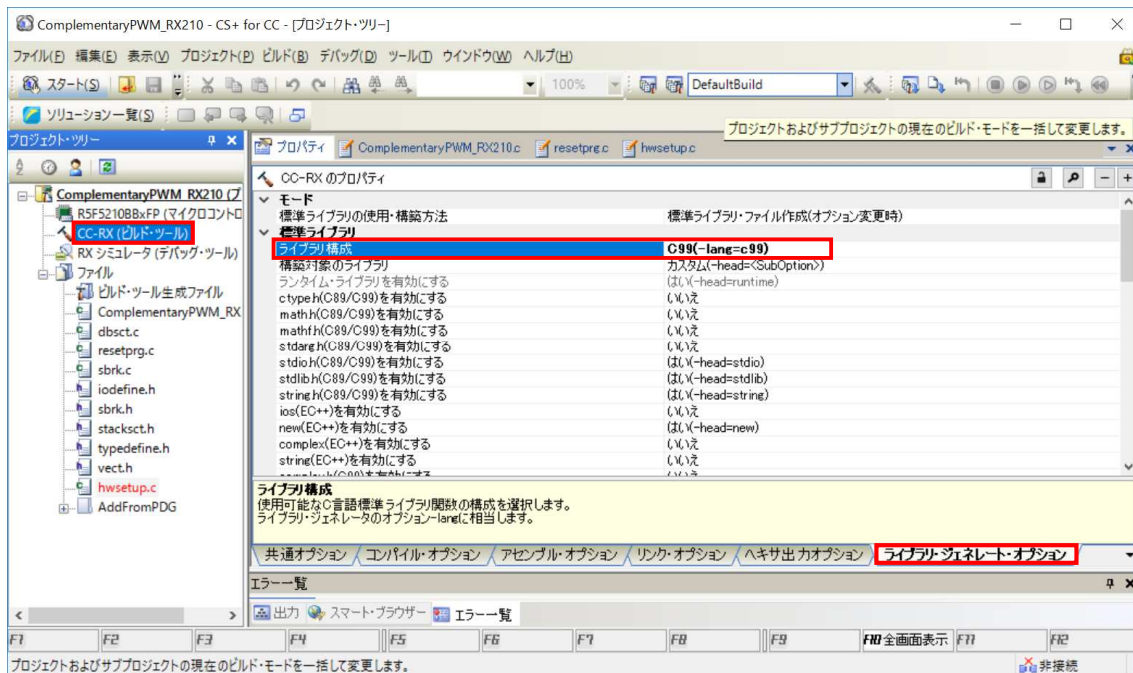 ComplementaryPWM_RX210 - CS+ for CC - [プロジェクト・ツリー]
ファイル(F) 編集(E) 表示(V) プロジェクト(P) ビルド(B) デバッグ(D) ツール(T) ウインドウ(W) ヘルプ(H)
スタート(S) 100% DefaultBuild
ソリューション一覧(S)
プロジェクトおよびサブプロジェクトの現在のビルド・モードを一括して変更します。
プロジェクト・ツリー
ComplementaryPWM_RX210 (プ
R5F5210BBxFP (マイクロコントロ
CC-RX (ビルド・ツール)
RX シミュレータ (デバッグ・ツール)
ファイル
ビルド・ツール生成ファイル
ComplementaryPWM_RX
dbsct.c
resetprg.c
sbrk.c
iodefine.h
sbrk.h
stacksct.h
typedefine.h
vect.h
hwsetup.c
AddFromPDG
プロパティ ComplementaryPWM_RX210.c resetprg.c hwsetup.c
CC-RX のプロパティ
モード
標準ライブラリの使用・構築方法 標準ライブラリ・ファイル作成(オプション変更時)
標準ライブラリ
ライブラリ構成 C99(-lang=c99)
構築対象のライブラリ カスタム(-head=<SubOption>)
ランタイム・ライブラリを有効にする はい(-head=runtime)
ctype.h(C89/C99)を有効にする いいえ
math.h(C89/C99)を有効にする いいえ
mathf.h(C89/C99)を有効にする いいえ
stdarg.h(C89/C99)を有効にする いいえ
stdio.h(C89/C99)を有効にする はい(-head=stdio)
stdlib.h(C89/C99)を有効にする はい(-head=stdlib)
string.h(C89/C99)を有効にする はい(-head=string)
ios(EC++)を有効にする いいえ
new(EC++)を有効にする はい(-head=new)
complex(EC++)を有効にする いいえ
string(EC++)を有効にする いいえ
ライブラリ構成
使用可能なC言語標準ライブラリ関数の構成を選択します。
ライブラリ・ジェネレータのオプション-langに相当します。
共通オプション コンパイル・オプション アセンブル・オプション リンク・オプション ヘキサ出力オプション ライブラリ・ジェネレート・オプション
エラー一覧
出力 スマート・ブラウザー エラー一覧
F1 F2 F3 F4 F5 F6 F7 F8 F9 F10 全画面表示 F11 F12
プロジェクトおよびサブプロジェクトの現在のビルド・モードを一括して変更します。 非接続